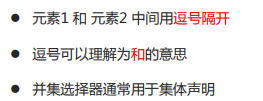 ● 元素1 和 元素2 中间用逗号隔开
● 逗号可以理解为和的意思
● 并集选择器通常用于集体声明